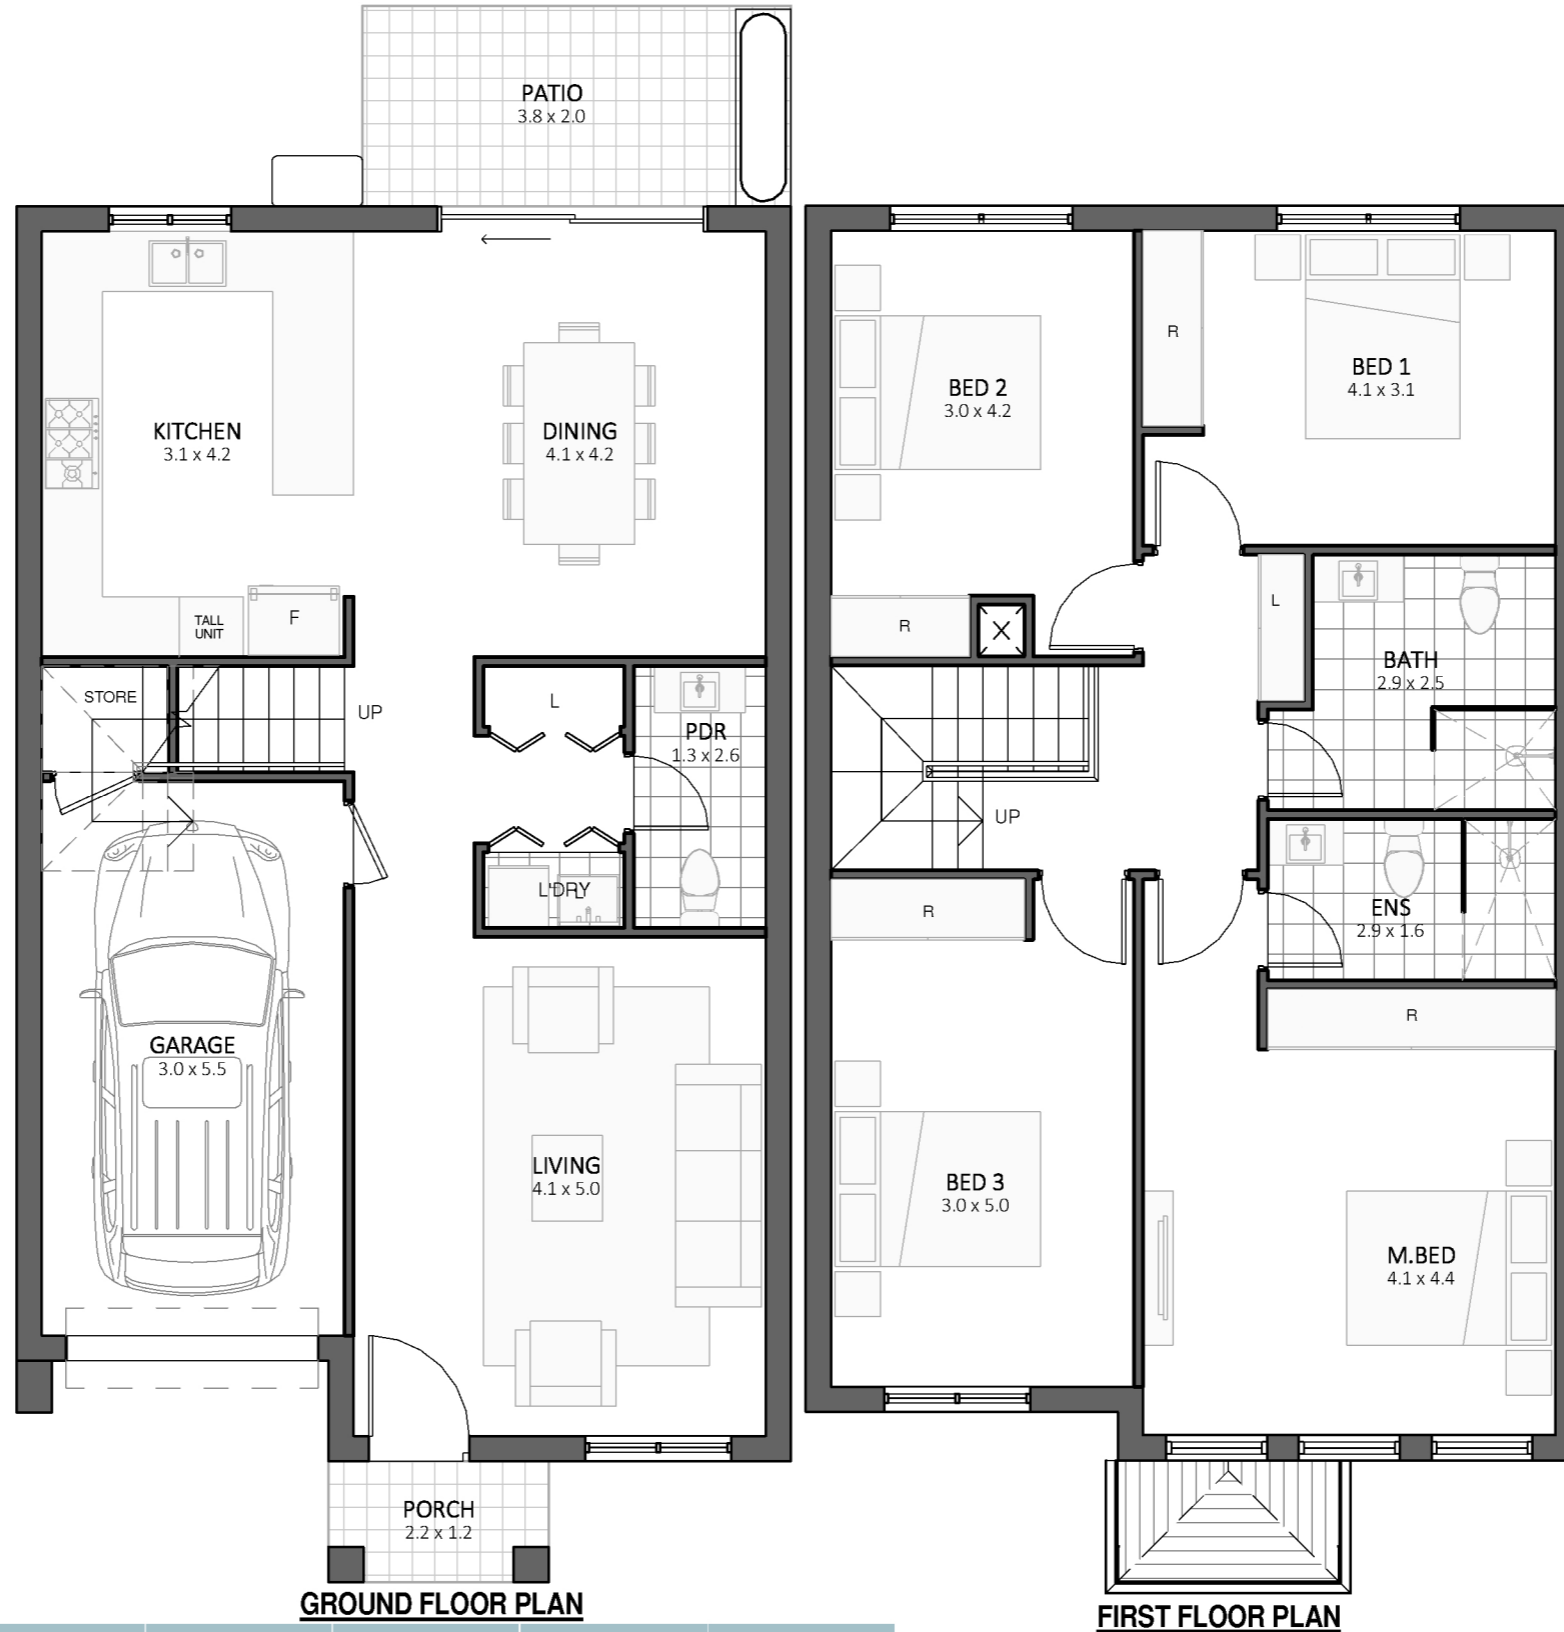 PATIO
3.8 x 2.0
KITCHEN
3.1 x 4.2
DINING
4.1 x 4.2
TALL
UNIT
F
STORE
UP
L
PDR
1.3 x 2.6
L'DRY
GARAGE
3.0 x 5.5
LIVING
4.1 x 5.0
PORCH
2.2 x 1.2
GROUND FLOOR PLAN
BED 2
3.0 x 4.2
R
BED 1
4.1 x 3.1
R
X
L
BATH
2.9 x 2.5
UP
ENS
2.9 x 1.6
R
R
BED 3
3.0 x 5.0
M.BED
4.1 x 4.4
FIRST FLOOR PLAN